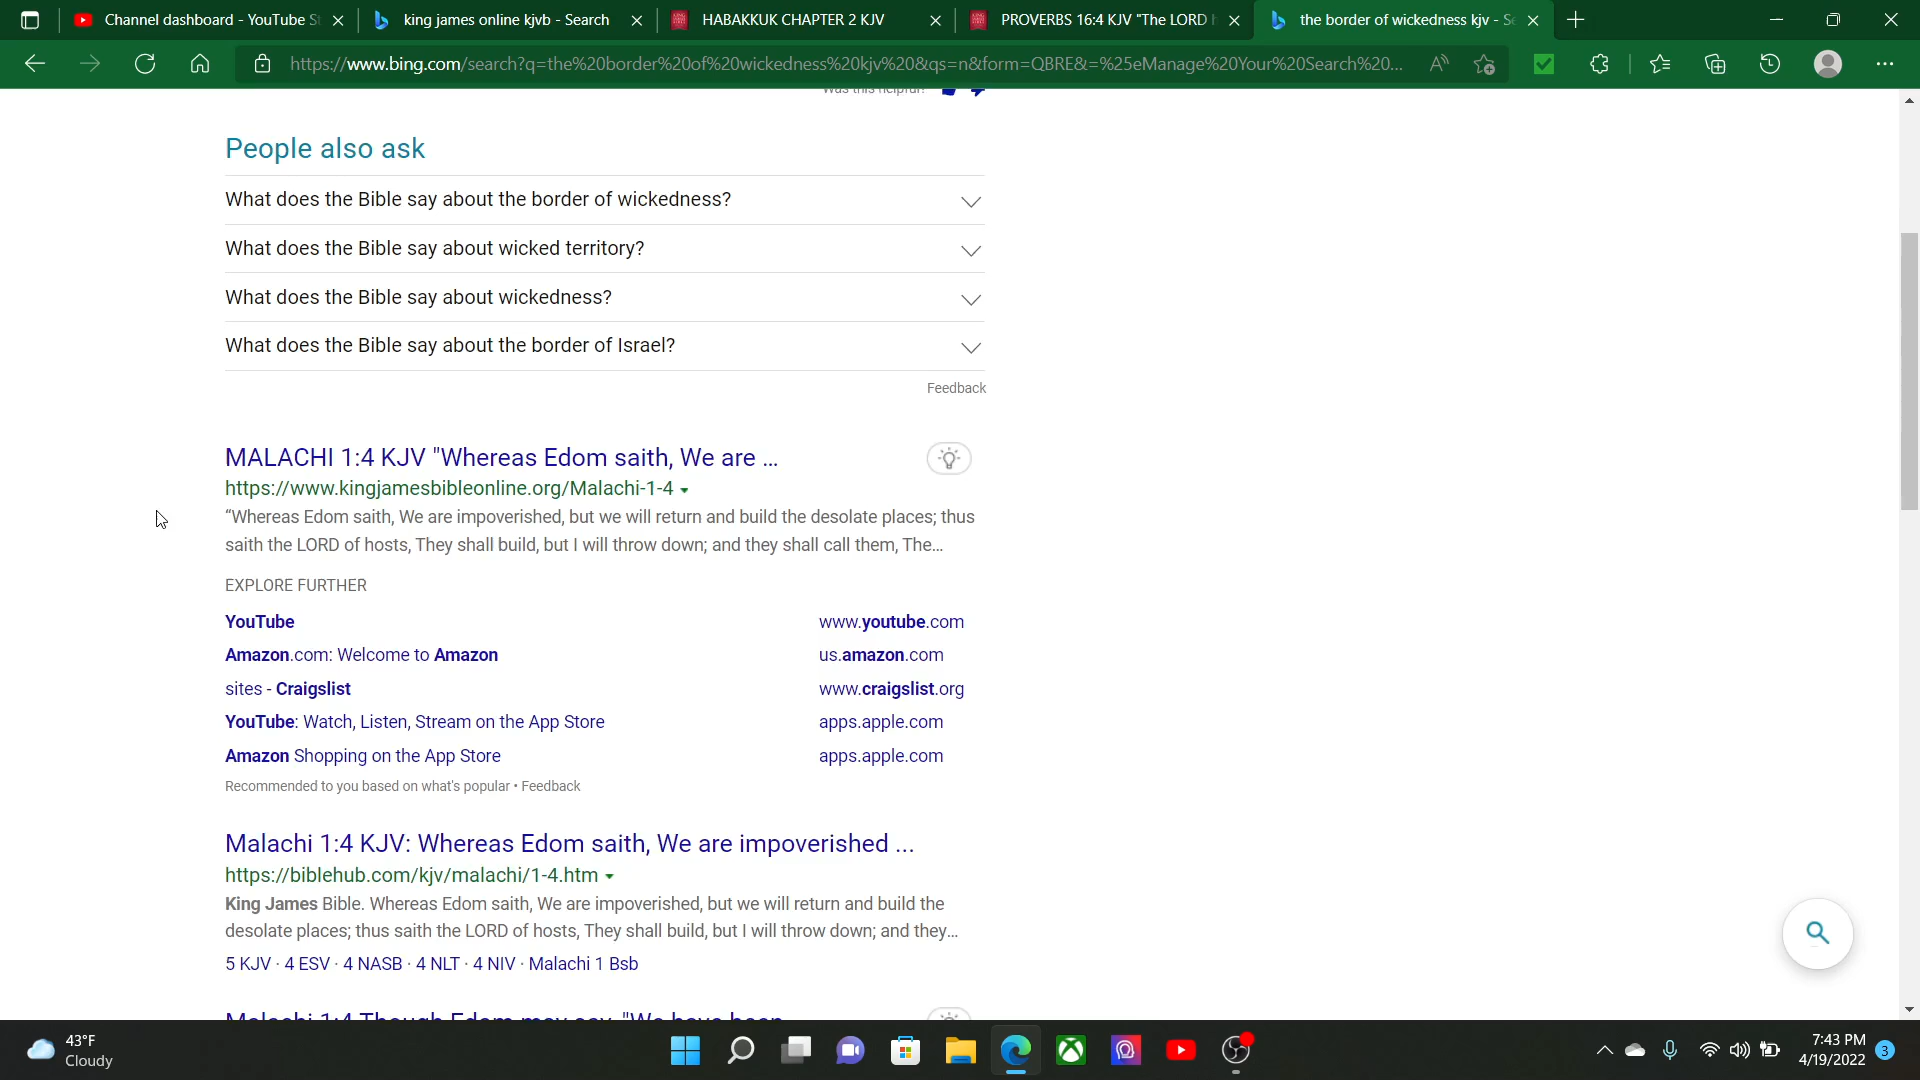 Channel dashboard - YouTube S
king james online kjvb - Search
HABAKKUK CHAPTER 2 KJV
PROVERBS 16:4 KJV "The LORD h
the border of wickedness kjv - Se
https://www.bing.com/search?q=the%20border%20of%20wickedness%20kjv%20&qs=n&form=QBRE&=%25eManage%20Your%20Search%20...
Was this helpful?
People also ask
What does the Bible say about the border of wickedness?
What does the Bible say about wicked territory?
What does the Bible say about wickedness?
What does the Bible say about the border of Israel?
Feedback
MALACHI 1:4 KJV "Whereas Edom saith, We are ...
https://www.kingjamesbibleonline.org/Malachi-1-4
“Whereas Edom saith, We are impoverished, but we will return and build the desolate places; thus
saith the LORD of hosts, They shall build, but I will throw down; and they shall call them, The...
EXPLORE FURTHER
YouTube www.youtube.com
Amazon.com: Welcome to Amazon us.amazon.com
sites - Craigslist www.craigslist.org
YouTube: Watch, Listen, Stream on the App Store apps.apple.com
Amazon Shopping on the App Store apps.apple.com
Recommended to you based on what's popular • Feedback
Malachi 1:4 KJV: Whereas Edom saith, We are impoverished ...
https://biblehub.com/kjv/malachi/1-4.htm
King James Bible. Whereas Edom saith, We are impoverished, but we will return and build the
desolate places; thus saith the LORD of hosts, They shall build, but I will throw down; and they...
5 KJV · 4 ESV · 4 NASB · 4 NLT · 4 NIV · Malachi 1 Bsb
Malachi 1:4 Though Edom may say, "We have been
43°F
Cloudy
7:43 PM
4/19/2022
3